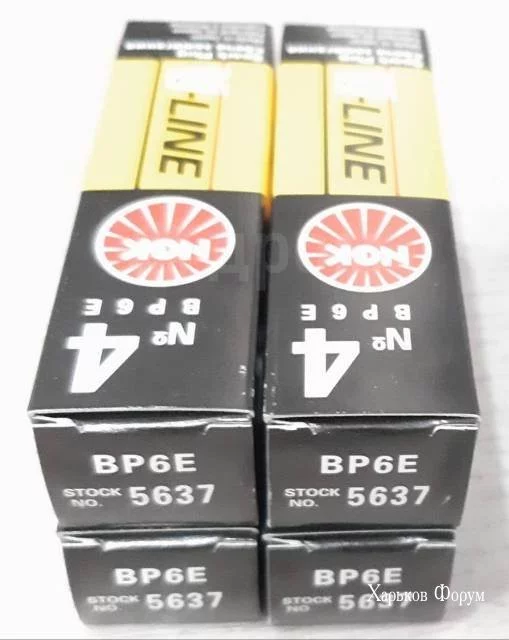 -LINE
-LINE
NGK
NGK
BP6E
BP6E
№ 4
№ 4
BP6E
BP6E
STOCK NO. 5637
STOCK NO. 5637
BP6E
BP6E
STOCK NO. 5637
STOCK NO.
Харьков Форум